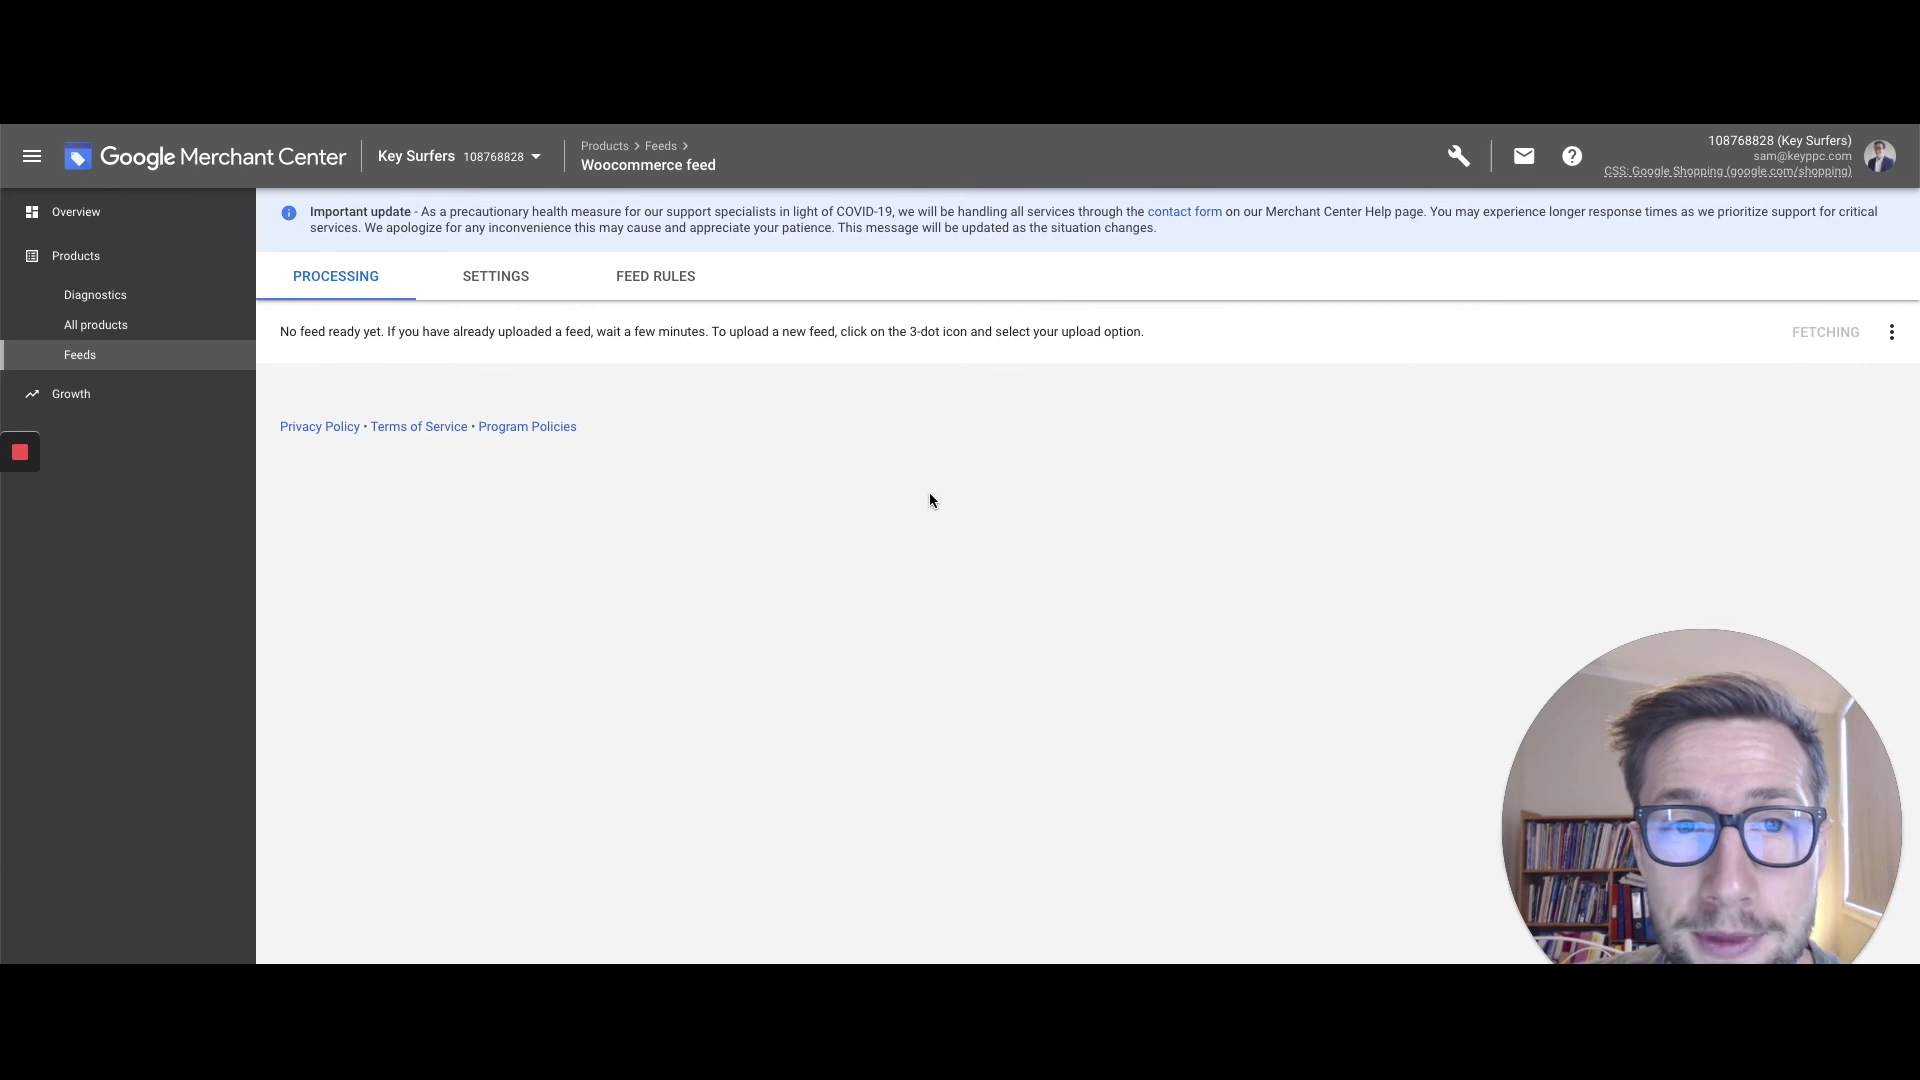 Google Merchant Center
Key Surfers 108768828
Products > Feeds >
Woocommerce feed
108768828 (Key Surfers)
sam@keyppc.com
CSS: Google Shopping (google.com/shopping)
Overview
Products
Diagnostics
All products
Feeds
Growth
Important update - As a precautionary health measure for our support specialists in light of COVID-19, we will be handling all services through the contact form on our Merchant Center Help page. You may experience longer response times as we prioritize support for critical
services. We apologize for any inconvenience this may cause and appreciate your patience. This message will be updated as the situation changes.
PROCESSING SETTINGS FEED RULES
No feed ready yet. If you have already uploaded a feed, wait a few minutes. To upload a new feed, click on the 3-dot icon and select your upload option.
FETCHING
Privacy Policy • Terms of Service • Program Policies